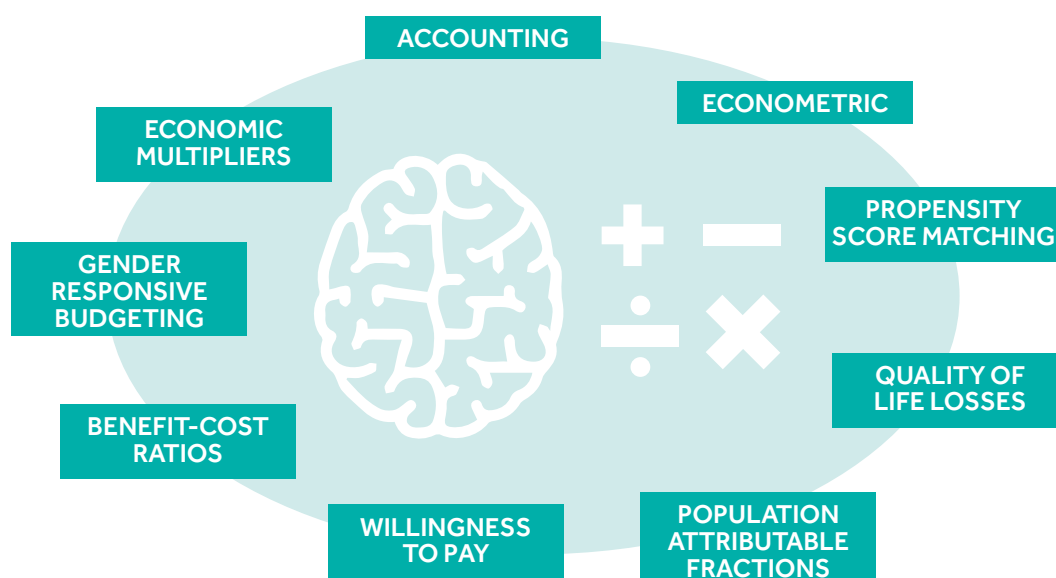 ACCOUNTING
ECONOMETRIC
ECONOMIC
MULTIPLIERS
PROPENSITY
SCORE MATCHING
GENDER
RESPONSIVE
BUDGETING
QUALITY OF
LIFE LOSSES
BENEFIT-COST
RATIOS
WILLINGNESS
TO PAY
POPULATION
ATTRIBUTABLE
FRACTIONS